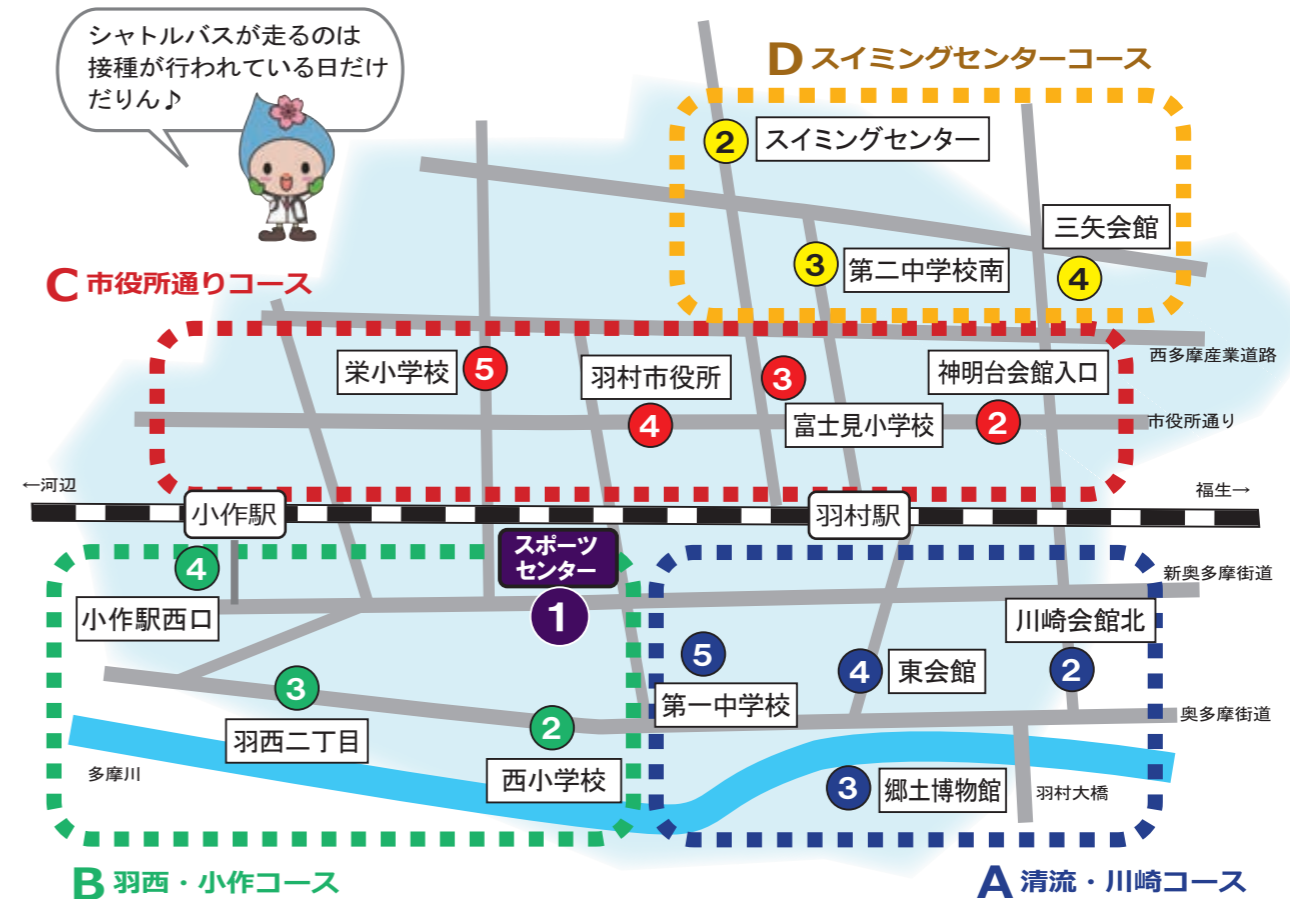 シャトルバスが走るのは
接種が行われている日だけ
だりん♪
D スイミングセンターコース
2 スイミングセンター
三矢会館
3 第二中学校南
4
C 市役所通りコース
西多摩産業道路
栄小学校 5
羽村市役所
3
神明台会館入口
4
富士見小学校
2
市役所通り
←河辺
福生→
小作駅
羽村駅
スポーツ
センター
1
4
小作駅西口
新奥多摩街道
川崎会館北
5
第一中学校
4 東会館
2
3
羽西二丁目
2
西小学校
奥多摩街道
多摩川
3 郷土博物館
羽村大橋
B 羽西・小作コース
A 清流・川崎コース